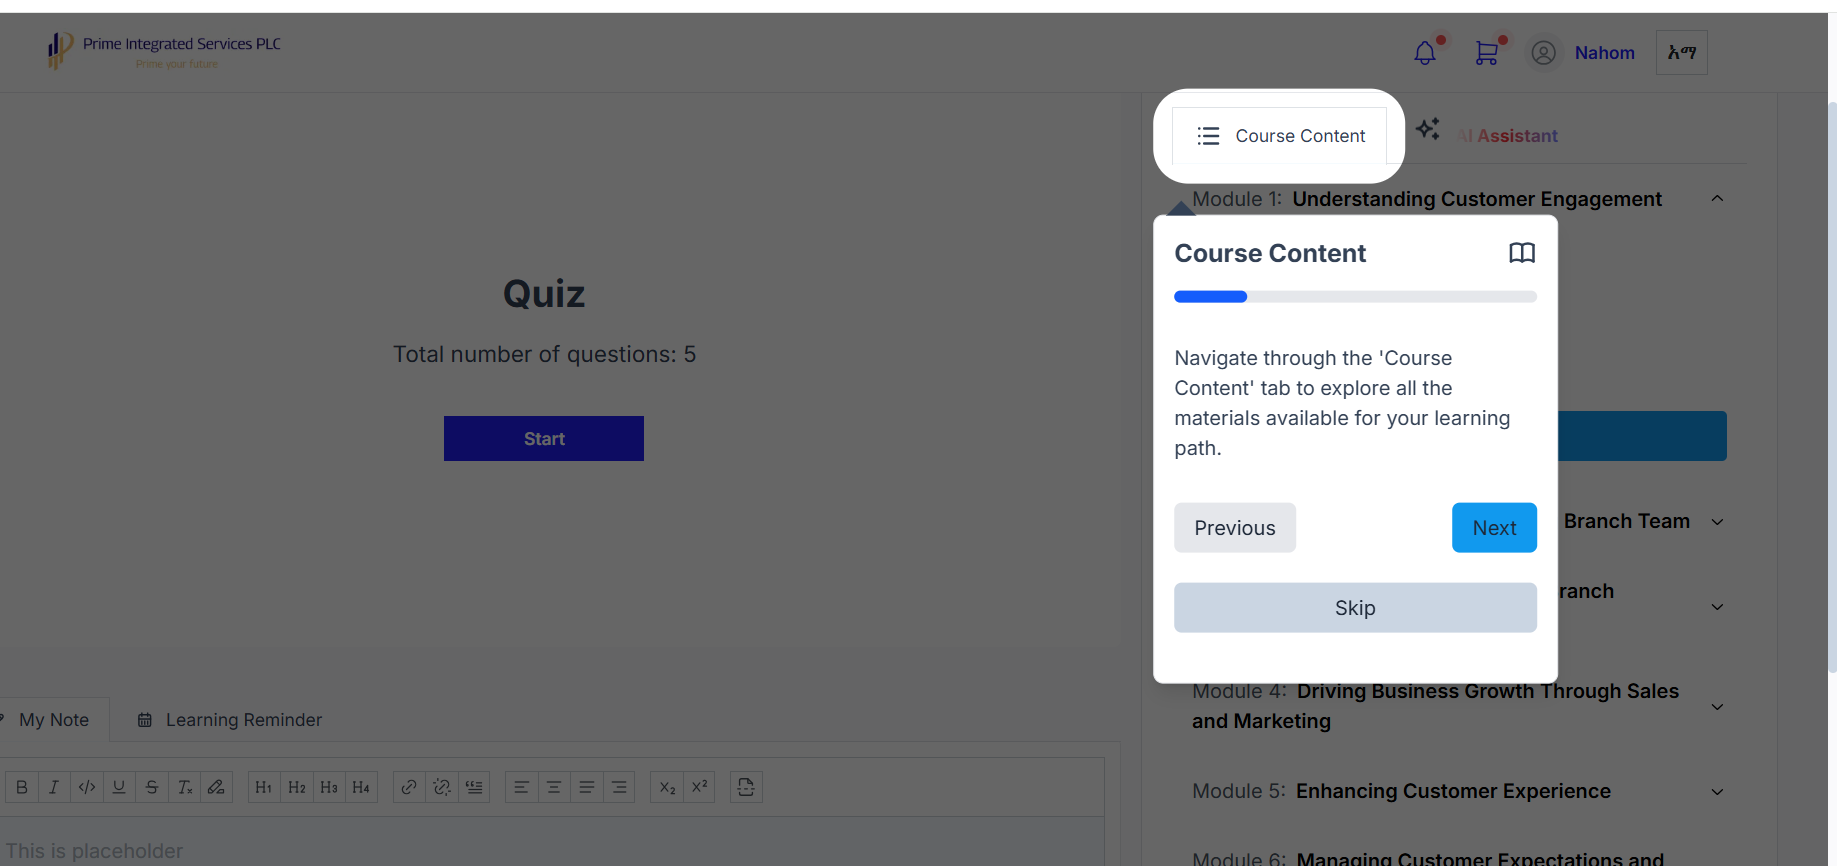 Prime Integrated Services PLC
Prime your future
Nahom
አማ
Course Content
AI Assistant
Module 1: Understanding Customer Engagement
Course Content
Navigate through the 'Course
Content' tab to explore all the
materials available for your learning
path.
Previous
Next
Skip
Quiz
Total number of questions: 5
Start
Branch Team
ranch
Module 4: Driving Business Growth Through Sales
and Marketing
Module 5: Enhancing Customer Experience
Module 6: Managing Customer Expectations and
My Note
Learning Reminder
B I </> U S Tx H1 H2 H3 H4 X2 X2
This is placeholder